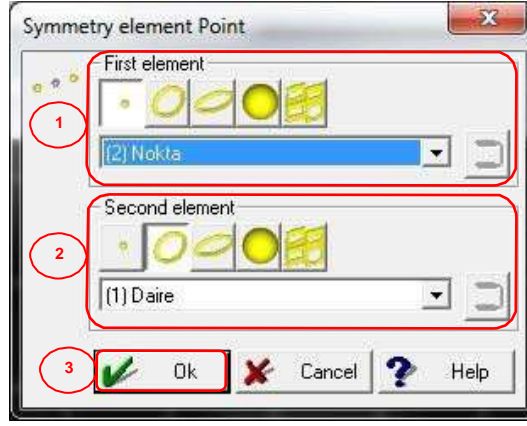 Symmetry element Point
First element
1
(2) Nokta
Second element
2
(1) Daire
3
Ok
Cancel
Help